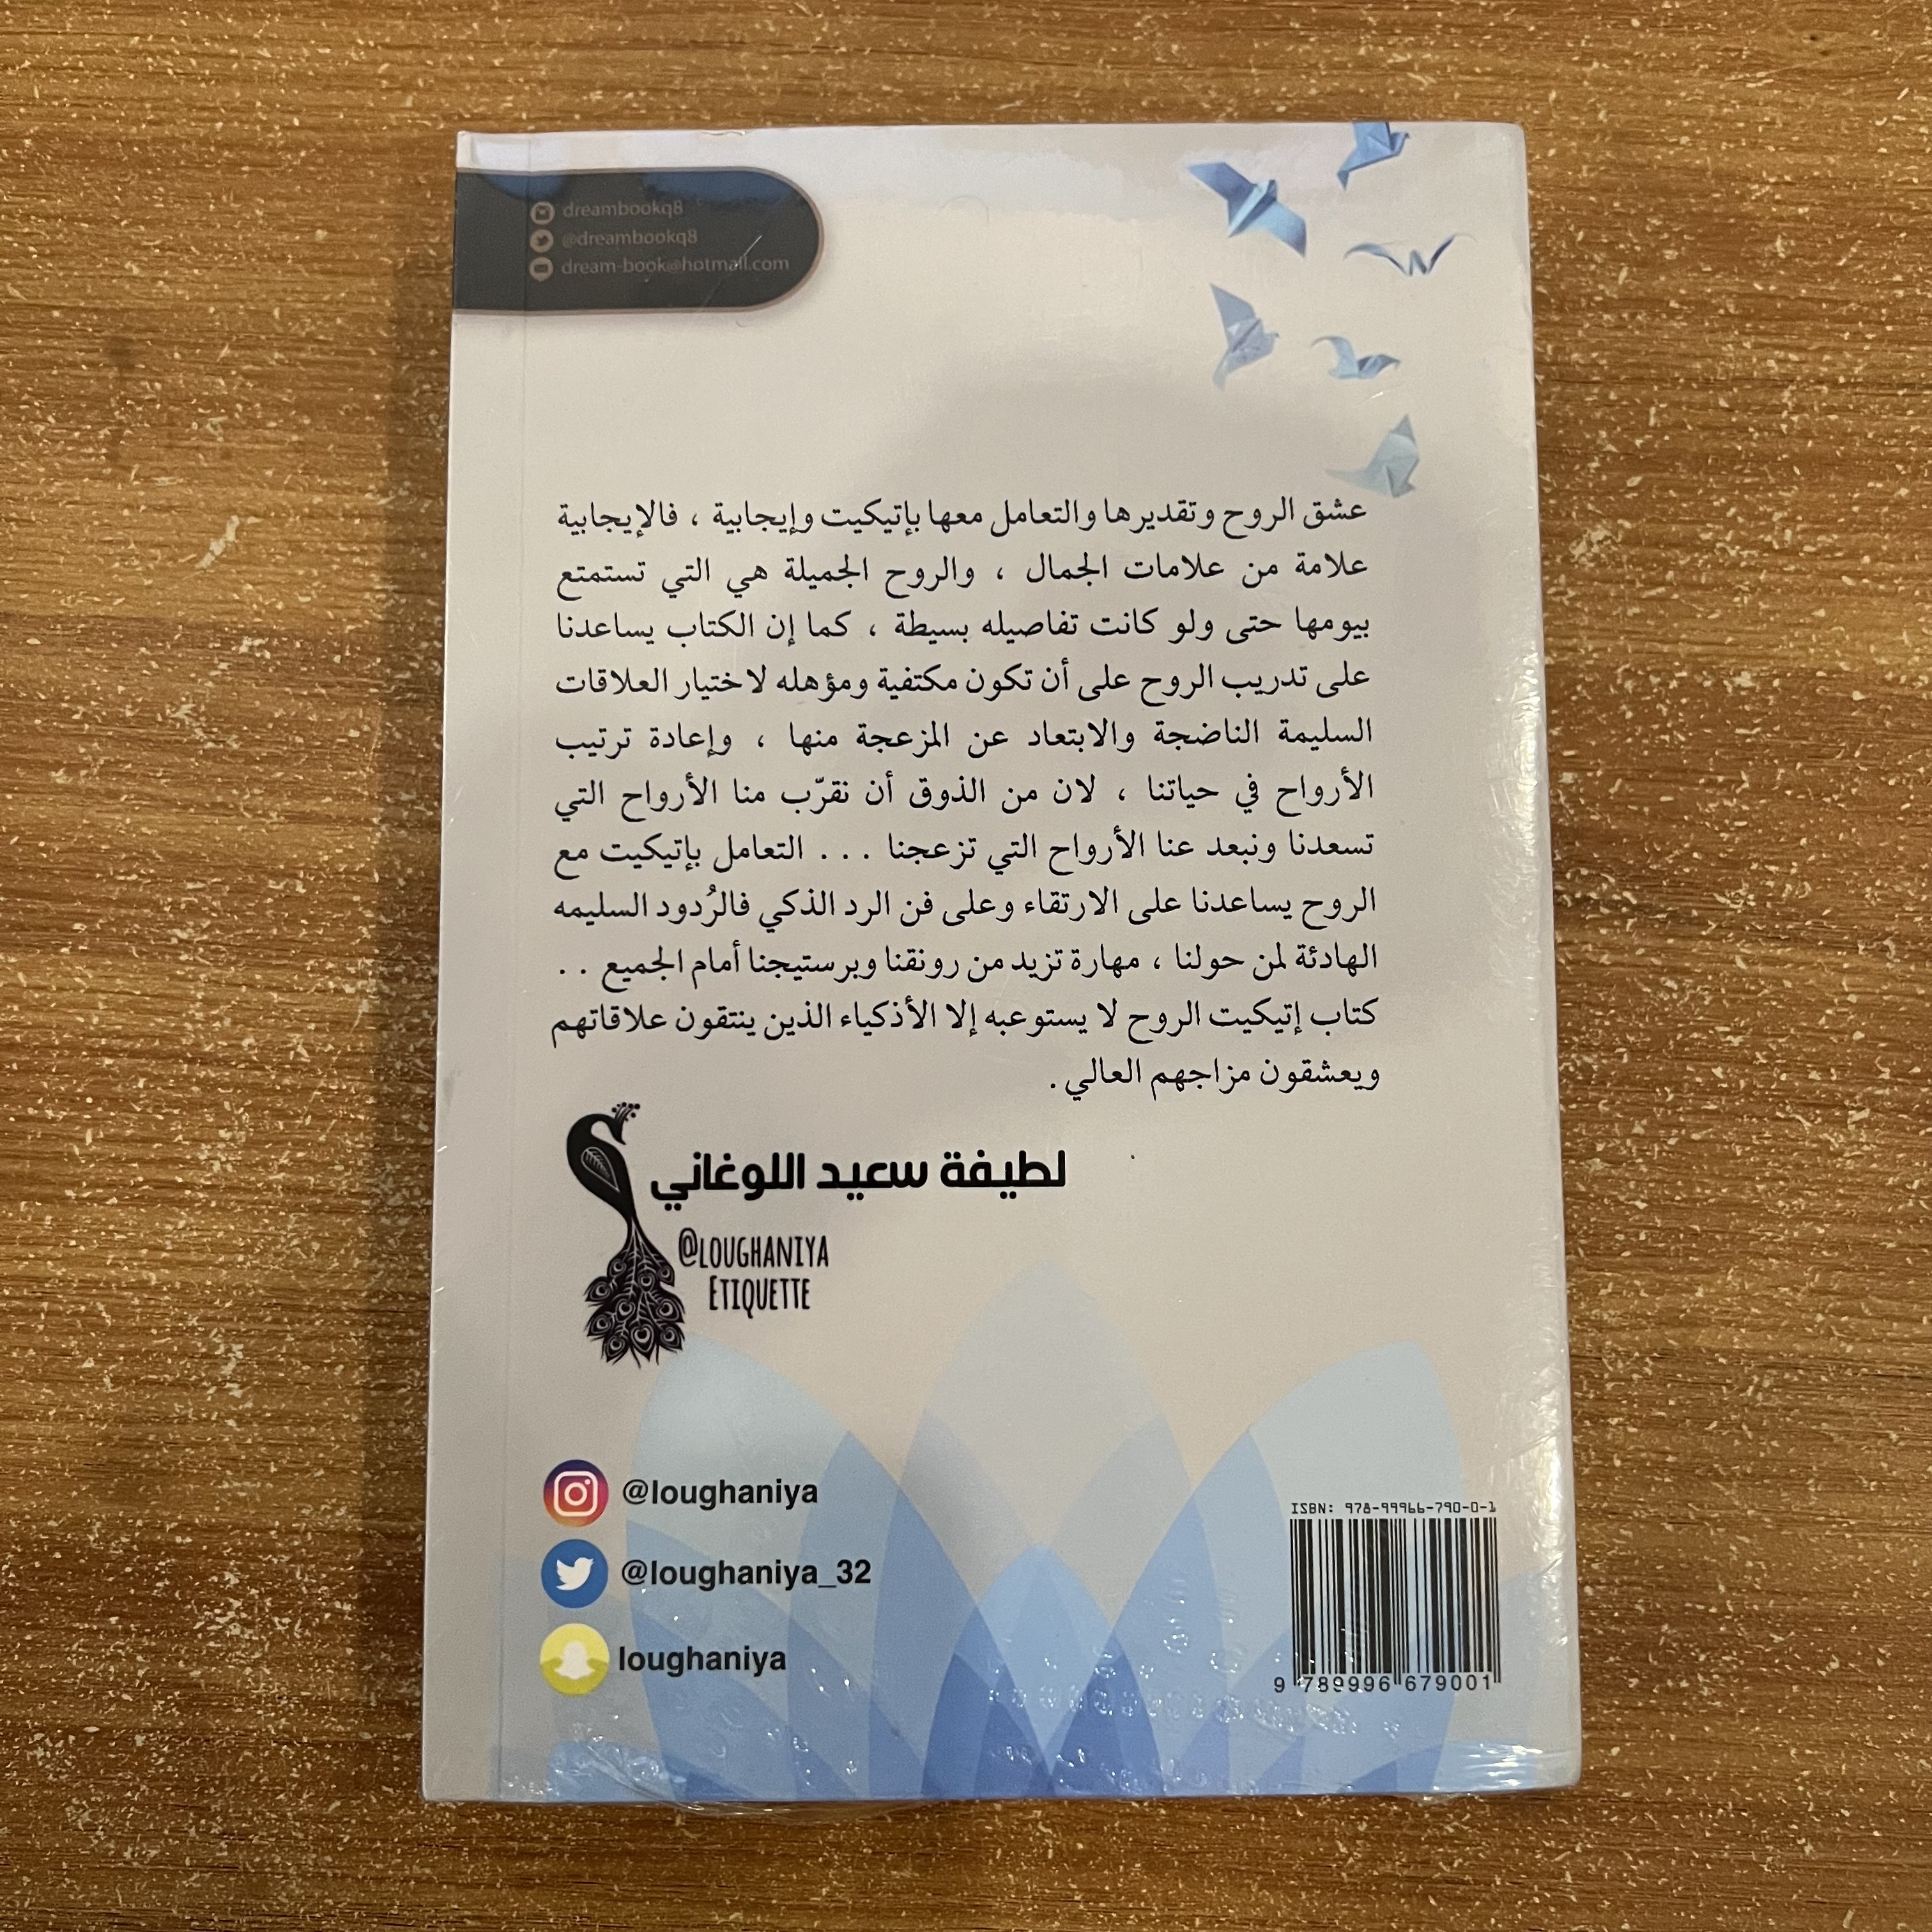 dreambookq8
@dreambookq8
dream-book@hotmail.com
عشق الروح وتقديرها والتعامل معها بإتيكيت وإيجابية ، فالإيجابية
علامة من علامات الجمال ، والروح الجميلة هي التي تستمتع
بيومها حتى ولو كانت تفاصيله بسيطة ، كما إن الكتاب يساعدنا
على تدريب الروح على أن تكون مكتفية ومؤهله لاختيار العلاقات
السليمة الناضجة والابتعاد عن المزعجة منها ، وإعادة ترتيب
الأرواح في حياتنا ، لان من الذوق أن نقرّب منا الأرواح التي
تسعدنا ونبعد عنا الأرواح التي تزعجنا . . . التعامل بإتيكيت مع
الروح يساعدنا على الارتقاء وعلى فن الرد الذكي فالرُدود السليمه
الهادئة لمن حولنا ، مهارة تزيد من رونقنا وبرستيجنا أمام الجميع . .
كتاب إتيكيت الروح لا يستوعبه إلا الأذكياء الذين ينتقون علاقاتهم
ويعشقون مزاجهم العالي .
لطيفة سعيد اللوغاني
@LOUGHANIYA
ETIQUETTE
@loughaniya
@loughaniya_32
loughaniya
ISBN: 978-99966-790-0-1
9 789996 679001